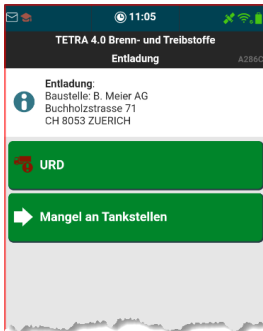 11:05
TETRA 4.0 Brenn- und Treibstoffe
Entladung
A286C
Entladung:
Baustelle: B. Meier AG
Buchholzstrasse 71
CH 8053 ZUERICH
URD
Mangel an Tankstellen